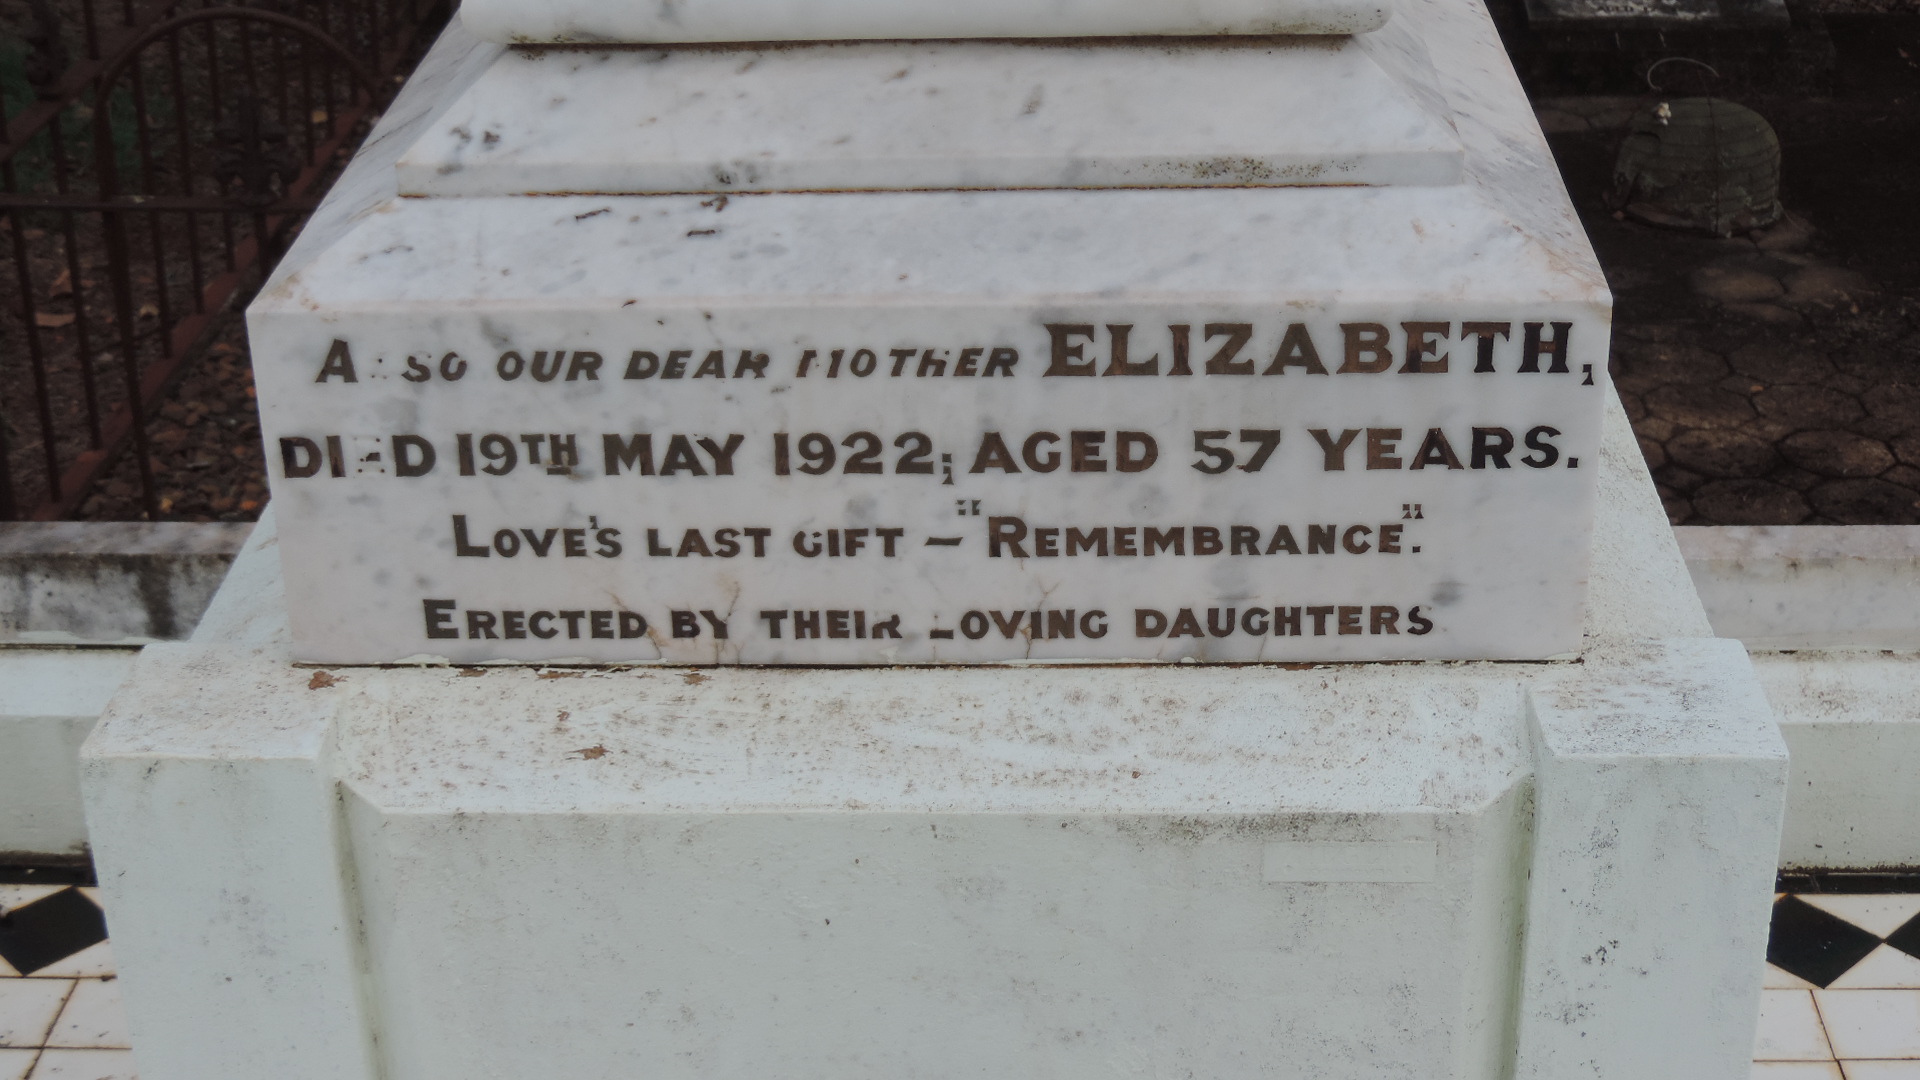 ALSO OUR DEAR MOTHER ELIZABETH,
DIED 19TH MAY 1922; AGED 57 YEARS.
LOVE'S LAST GIFT – "REMEMBRANCE".
ERECTED BY THEIR LOVING DAUGHTERS